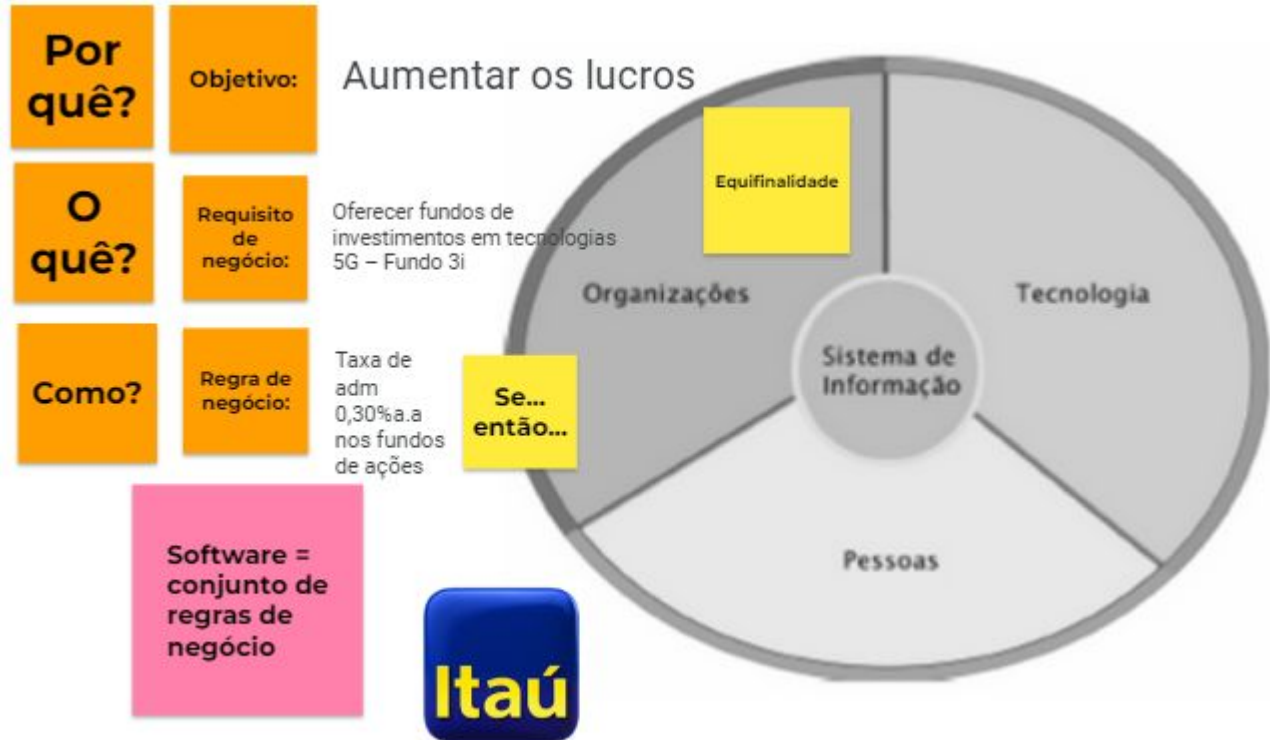 Por
quê?
Objetivo:
Aumentar os lucros
Equifinalidade
O
quê?
Requisito
de
negócio:
Oferecer fundos de
investimentos em tecnologias
5G – Fundo 3i
Organizações
Tecnologia
Sistema de
Informação
Como?
Regra de
negócio:
Taxa de
adm
0,30%a.a
nos fundos
de ações
Se...
então...
Pessoas
Software =
conjunto de
regras de
negócio
Itaú